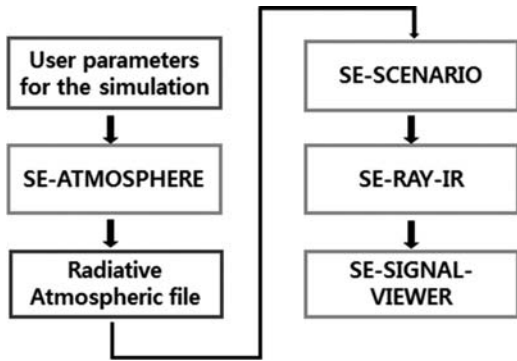 User parameters
for the simulation
SE-ATMOSPHERE
Radiative
Atmospheric file
SE-SCENARIO
SE-RAY-IR
SE-SIGNAL-
VIEWER